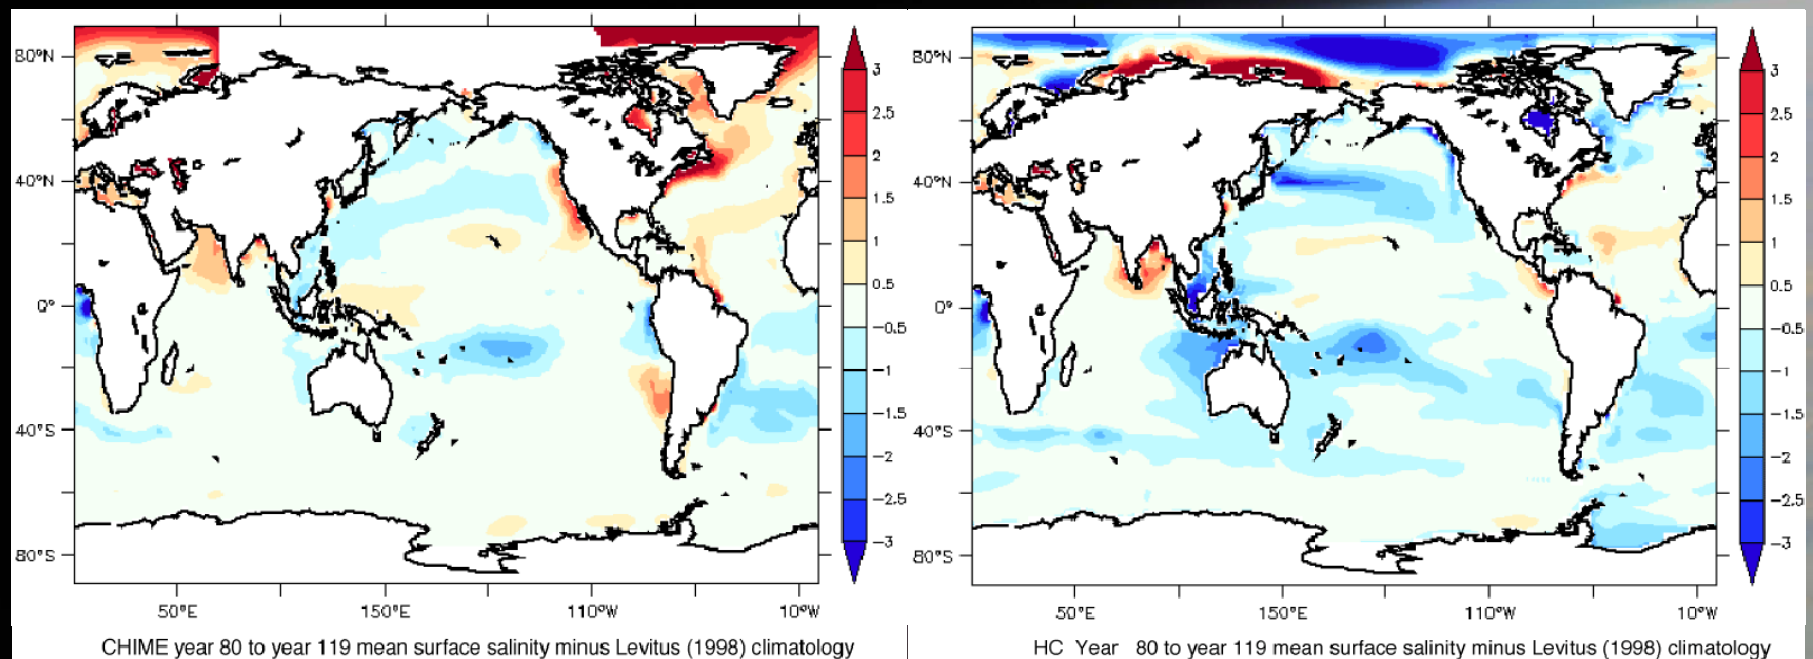 80°N
40°N
0°
40°S
80°S
50°E
150°E
110°W
10°W
3
2.5
2
1.5
1
0.5
−0.5
−1
−1.5
−2
−2.5
−3
CHIME year 80 to year 119 mean surface salinity minus Levitus (1998) climatology
80°N
40°N
0°
40°S
80°S
50°E
150°E
110°W
10°W
3
2.5
2
1.5
1
0.5
−0.5
−1
−1.5
−2
−2.5
−3
HC Year 80 to year 119 mean surface salinity minus Levitus (1998) climatology